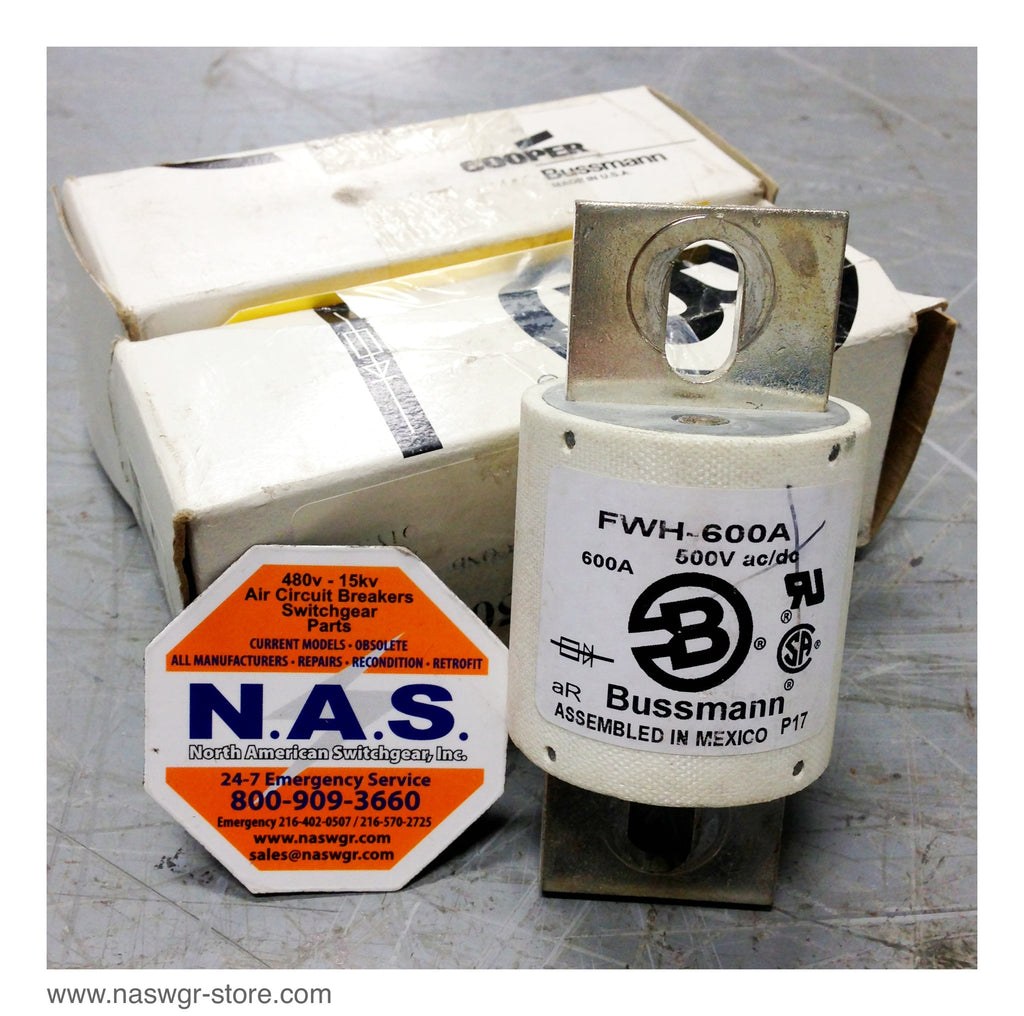 COOPER
Bussmann
MADE IN U.S.A.
FWH-600A
600A 500V ac/dc
B
®
®
SA
®
aR
Bussmann®
ASSEMBLED IN MEXICO P17
480v - 15kv
Air Circuit Breakers
Switchgear
Parts
CURRENT MODELS • OBSOLETE
ALL MANUFACTURERS • REPAIRS • RECONDITION • RETROFIT
N.A.S.
North American Switchgear, Inc.
24-7 Emergency Service
800-909-3660
Emergency 216-402-0507 / 216-570-2725
www.naswgr.com
sales@naswgr.com
www.naswgr-store.com